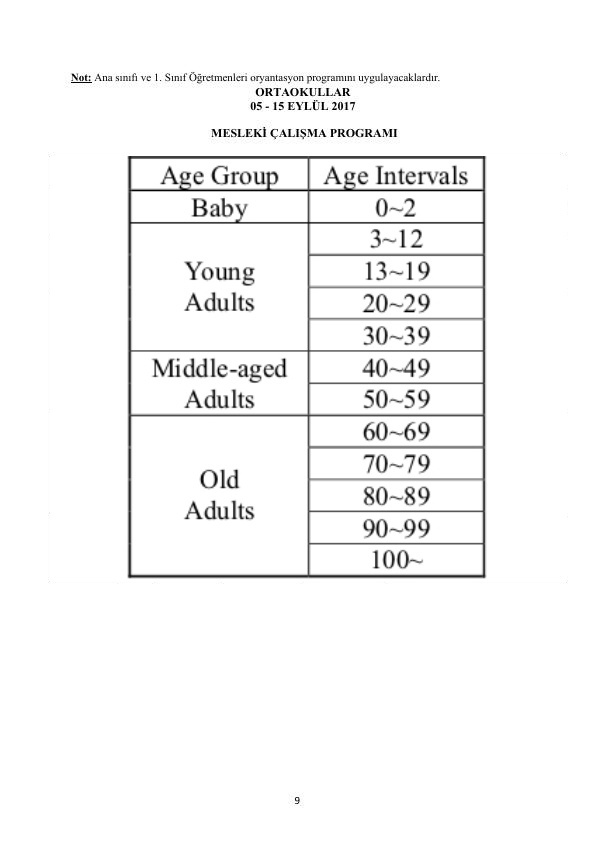 Not: Ana sınıfı ve 1. Sınıf Öğretmenleri oryantasyon programını uygulayacaklardır.
ORTAOKULLAR
05 - 15 EYLÜL 2017
MESLEKİ ÇALIŞMA PROGRAMI
Age Group Age Intervals
Baby 0~2
Young Adults 3~12
13~19
20~29
30~39
Middle-aged Adults 40~49
50~59
Old Adults 60~69
70~79
80~89
90~99
100~
9